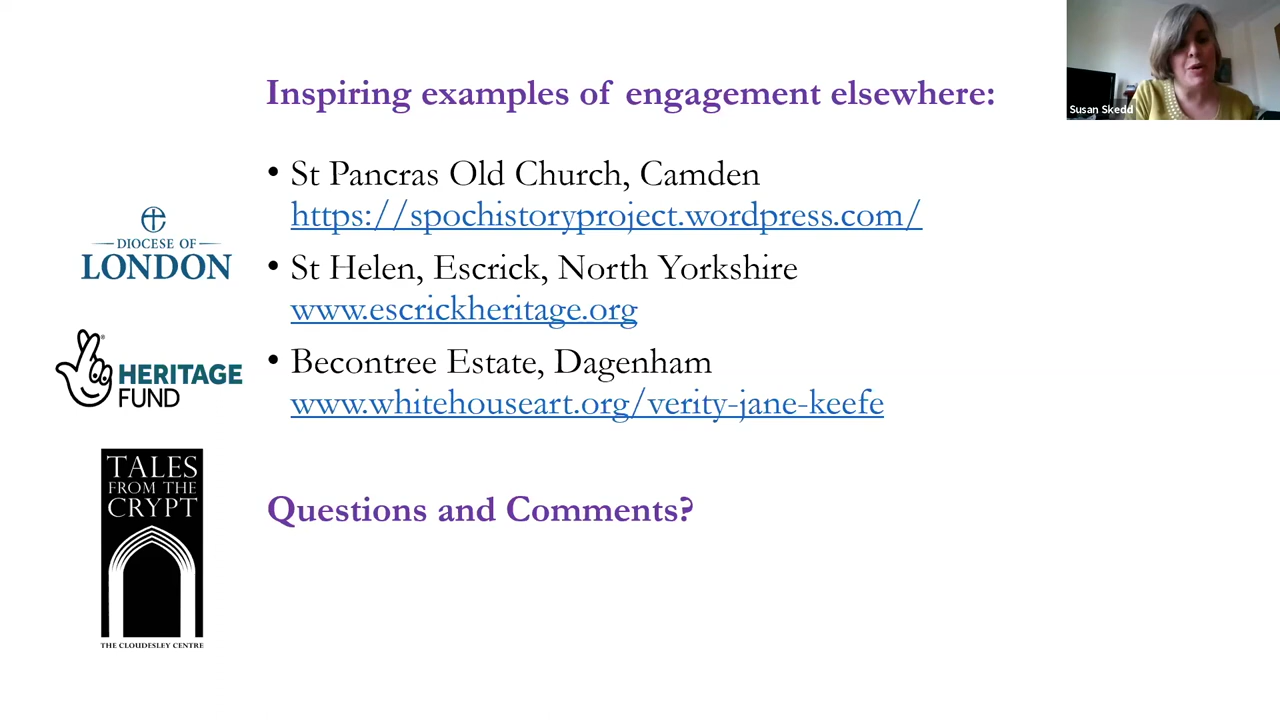 Inspiring examples of engagement elsewhere:
Susan Skedd
• St Pancras Old Church, Camden
https://spochistoryproject.wordpress.com/
• St Helen, Escrick, North Yorkshire
www.escrickheritage.org
• Becontree Estate, Dagenham
www.whitehouseart.org/verity-jane-keefe
Questions and Comments?
DIOCESE OF
LONDON
HERITAGE
FUND
TALES
FROM THE
CRYPT
THE CLOUDESLEY CENTRE